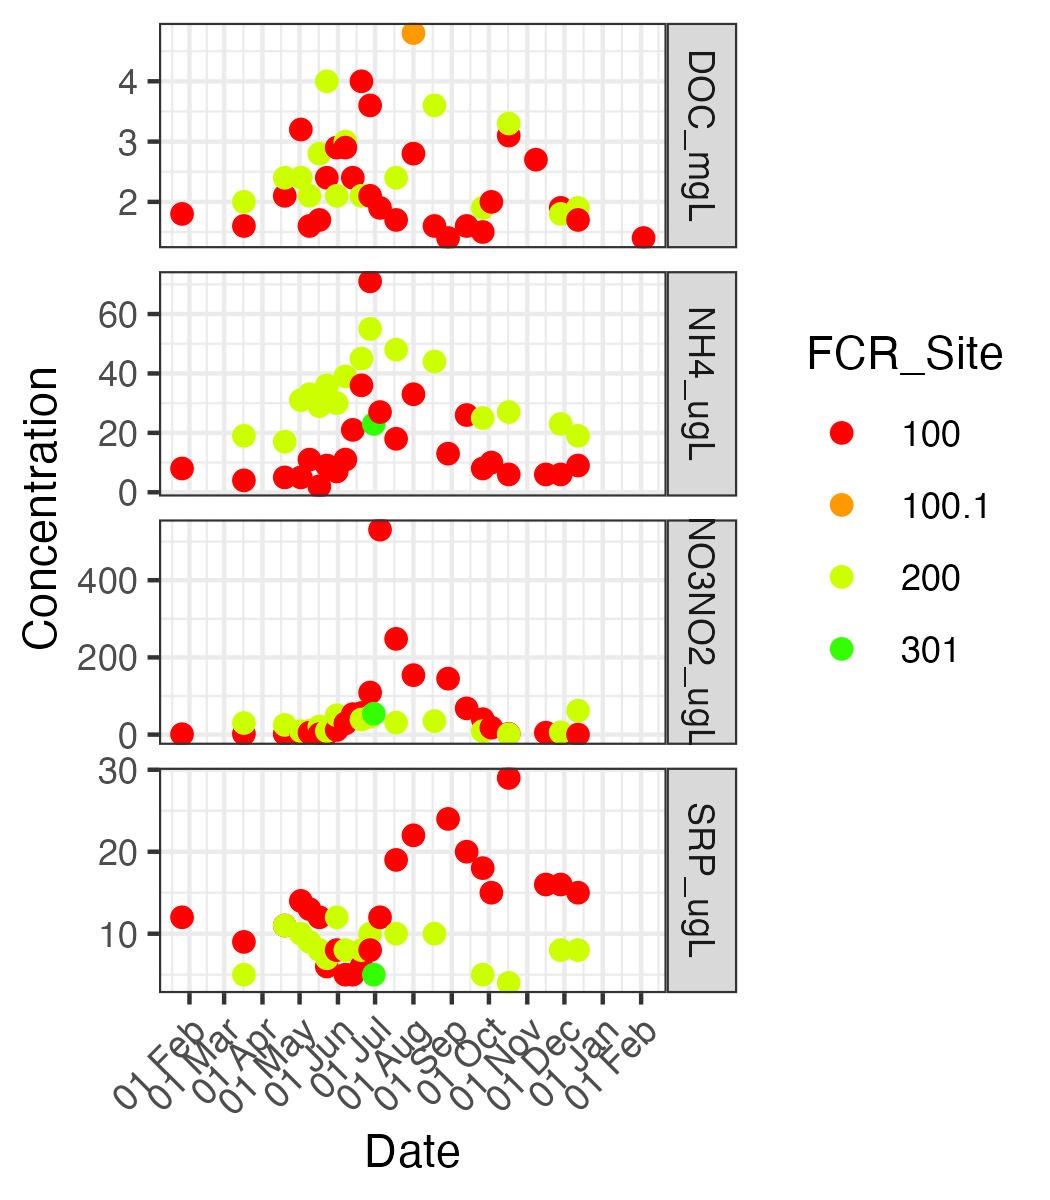 Concentration
4
3
2
DOC_mgL
60
40
20
0
NH4_ugL
400
200
0
NO3NO2_ugL
30
20
10
SRP_ugL
01 Feb
01 Mar
01 Apr
01 May
01 Jun
01 Jul
01 Aug
01 Sep
01 Oct
01 Nov
01 Dec
01 Jan
01 Feb
Date
FCR_Site
100
100.1
200
301